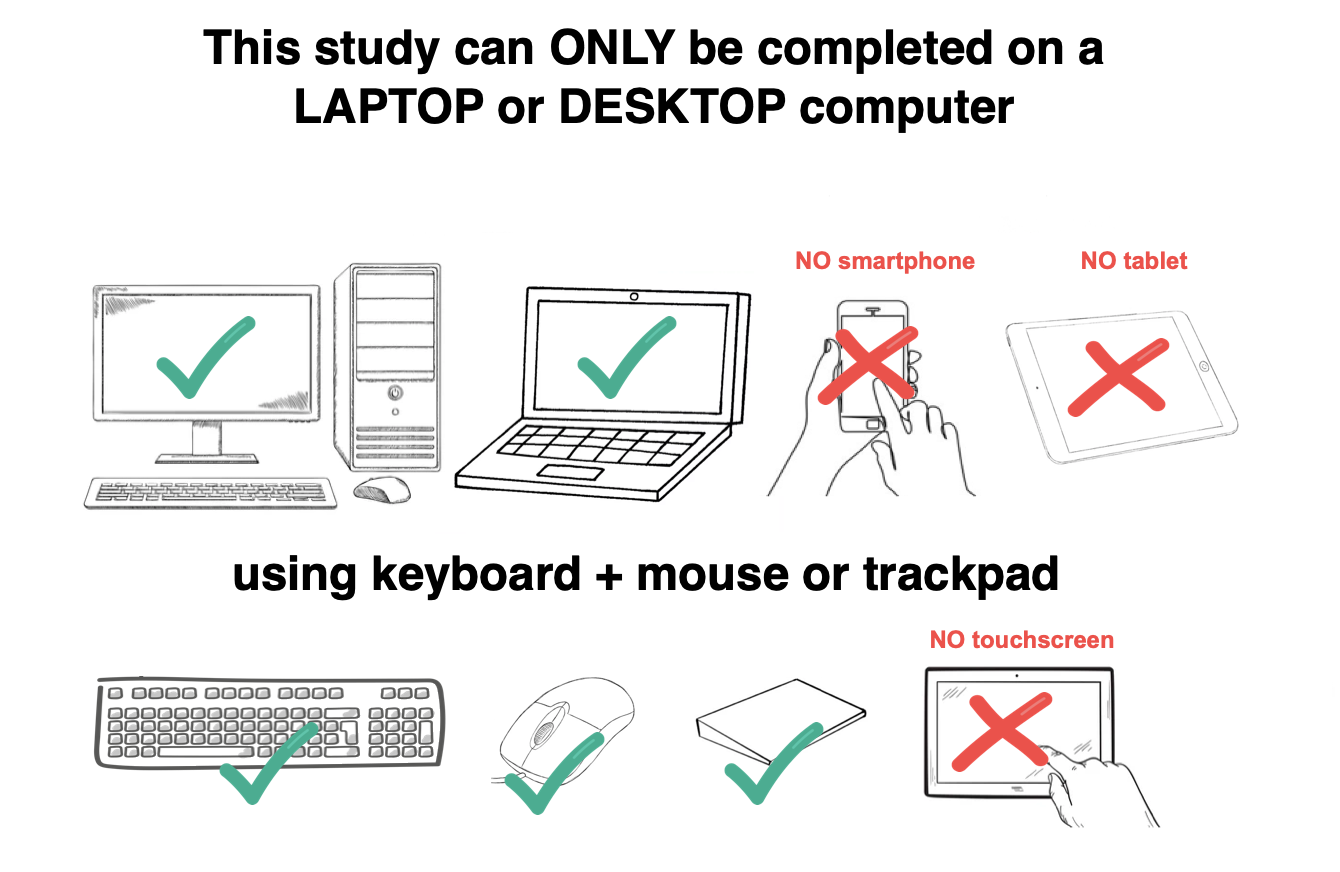 This study can ONLY be completed on a
LAPTOP or DESKTOP computer
NO smartphone
NO tablet
using keyboard + mouse or trackpad
NO touchscreen